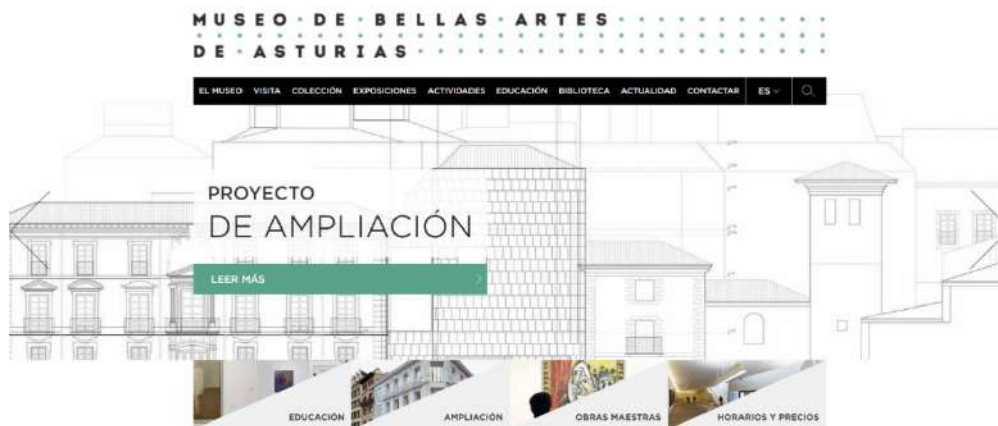 MUSEO DE BELLAS ARTES
DE ASTURIAS
EL MUSEO VISITA COLECCIÓN EXPOSICIONES ACTIVIDADES EDUCACIÓN BIBLIOTECA ACTUALIDAD CONTACTAR ES
PROYECTO
DE AMPLIACIÓN
LEER MÁS
EDUCACIÓN AMPLIACIÓN OBRAS MAESTRAS HORARIOS Y PRECIOS